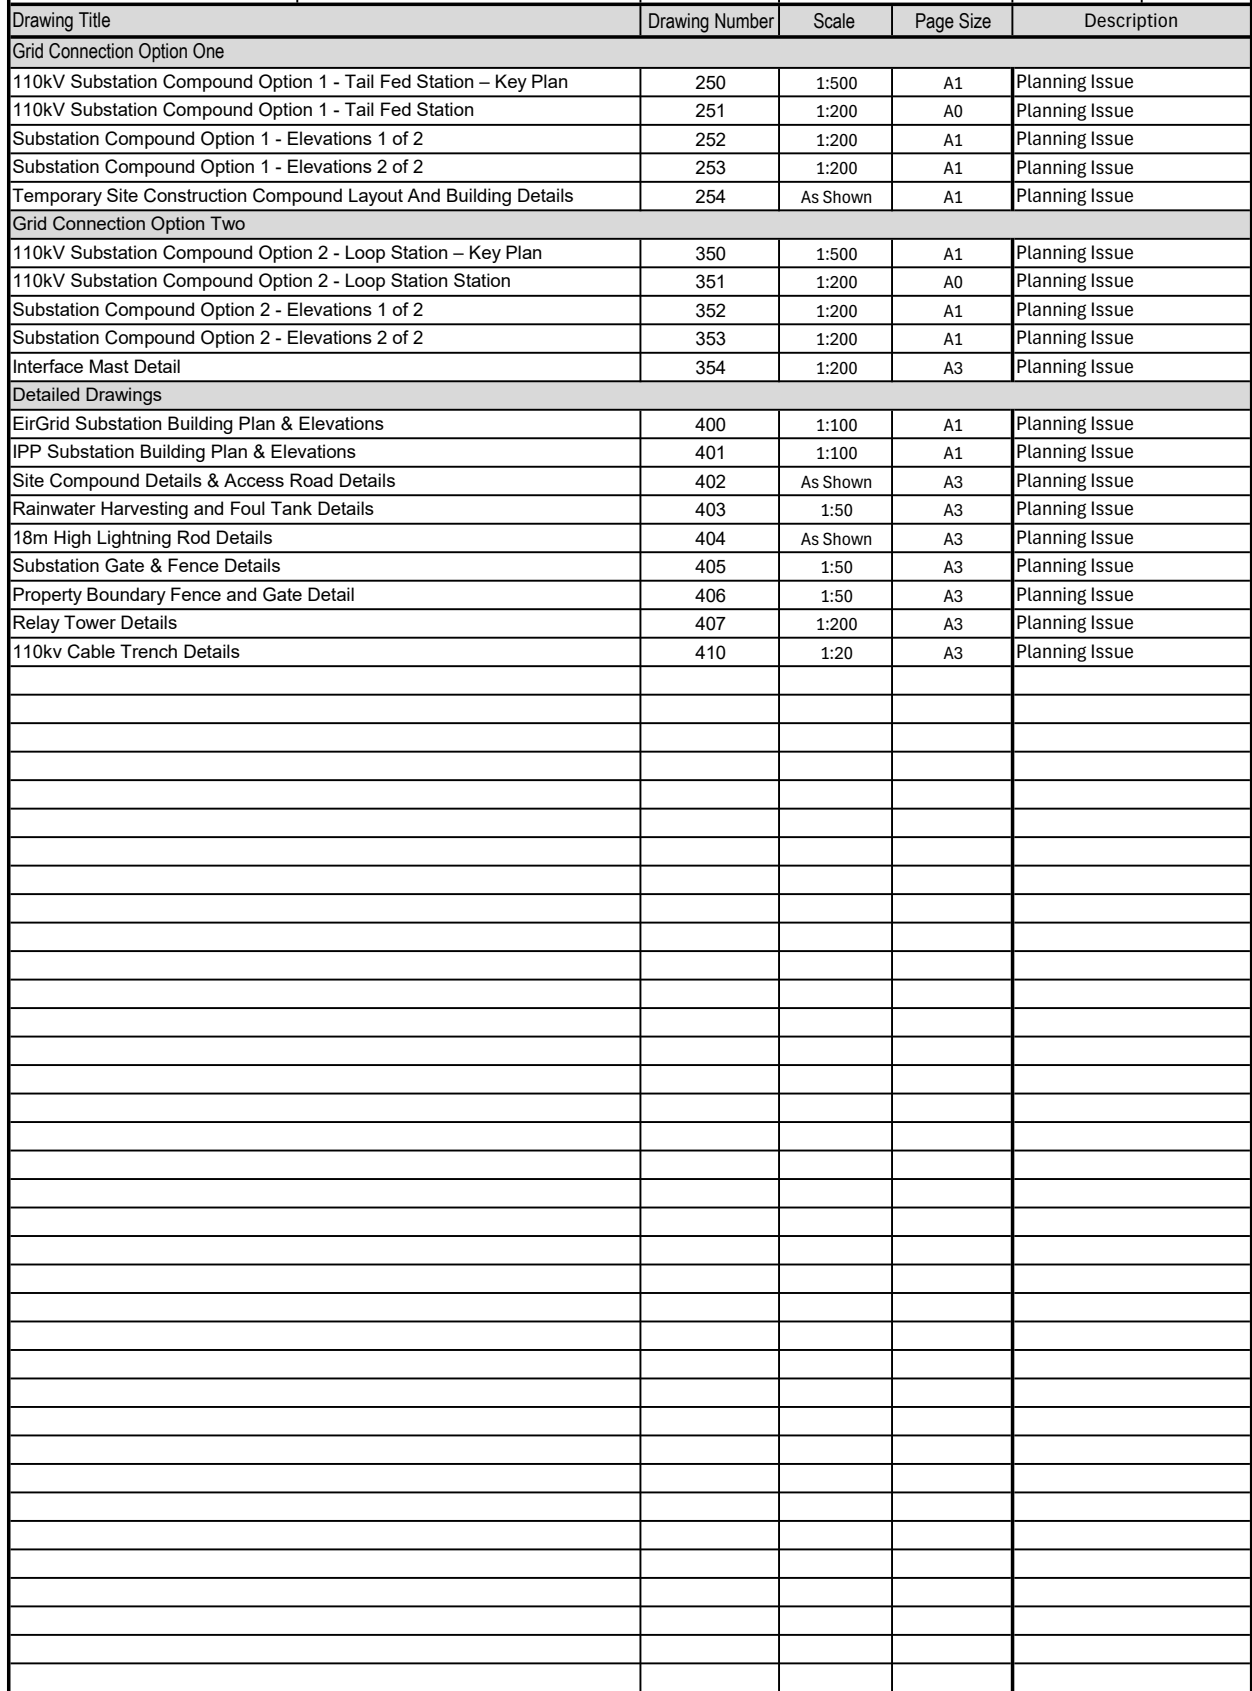 Drawing Title Drawing Number Scale Page Size Description
Grid Connection Option One
110kV Substation Compound Option 1 - Tail Fed Station – Key Plan 250 1:500 A1 Planning Issue
110kV Substation Compound Option 1 - Tail Fed Station 251 1:200 A0 Planning Issue
Substation Compound Option 1 - Elevations 1 of 2 252 1:200 A1 Planning Issue
Substation Compound Option 1 - Elevations 2 of 2 253 1:200 A1 Planning Issue
Temporary Site Construction Compound Layout And Building Details 254 As Shown A1 Planning Issue
Grid Connection Option Two
110kV Substation Compound Option 2 - Loop Station – Key Plan 350 1:500 A1 Planning Issue
110kV Substation Compound Option 2 - Loop Station Station 351 1:200 A0 Planning Issue
Substation Compound Option 2 - Elevations 1 of 2 352 1:200 A1 Planning Issue
Substation Compound Option 2 - Elevations 2 of 2 353 1:200 A1 Planning Issue
Interface Mast Detail 354 1:200 A3 Planning Issue
Detailed Drawings
EirGrid Substation Building Plan & Elevations 400 1:100 A1 Planning Issue
IPP Substation Building Plan & Elevations 401 1:100 A1 Planning Issue
Site Compound Details & Access Road Details 402 As Shown A3 Planning Issue
Rainwater Harvesting and Foul Tank Details 403 1:50 A3 Planning Issue
18m High Lightning Rod Details 404 As Shown A3 Planning Issue
Substation Gate & Fence Details 405 1:50 A3 Planning Issue
Property Boundary Fence and Gate Detail 406 1:50 A3 Planning Issue
Relay Tower Details 407 1:200 A3 Planning Issue
110kv Cable Trench Details 410 1:20 A3 Planning Issue